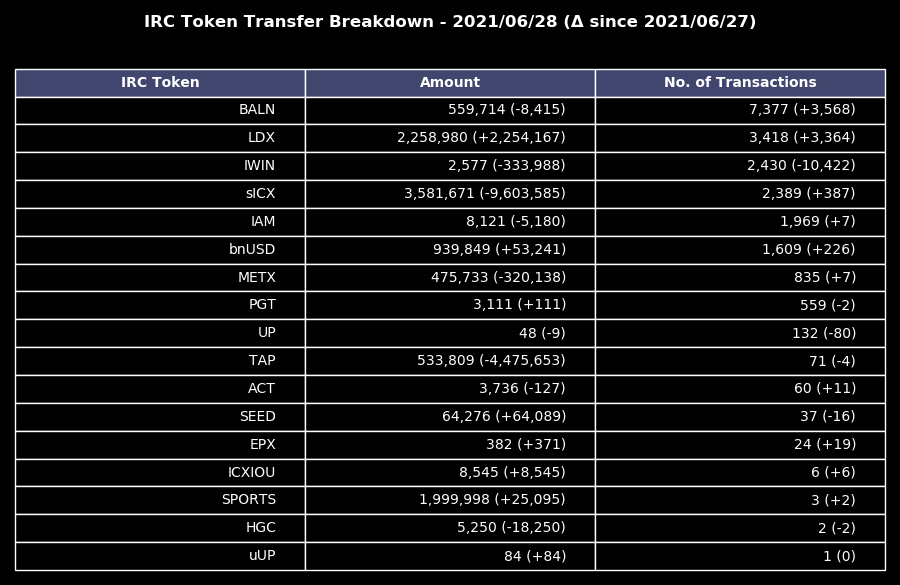 IRC Token Transfer Breakdown - 2021/06/28 (Δ since 2021/06/27)
IRC Token Amount No. of Transactions
BALN 559,714 (-8,415) 7,377 (+3,568)
LDX 2,258,980 (+2,254,167) 3,418 (+3,364)
IWIN 2,577 (-333,988) 2,430 (-10,422)
sICX 3,581,671 (-9,603,585) 2,389 (+387)
IAM 8,121 (-5,180) 1,969 (+7)
bnUSD 939,849 (+53,241) 1,609 (+226)
METX 475,733 (-320,138) 835 (+7)
PGT 3,111 (+111) 559 (-2)
UP 48 (-9) 132 (-80)
TAP 533,809 (-4,475,653) 71 (-4)
ACT 3,736 (-127) 60 (+11)
SEED 64,276 (+64,089) 37 (-16)
EPX 382 (+371) 24 (+19)
ICXIOU 8,545 (+8,545) 6 (+6)
SPORTS 1,999,998 (+25,095) 3 (+2)
HGC 5,250 (-18,250) 2 (-2)
uUP 84 (+84) 1 (0)